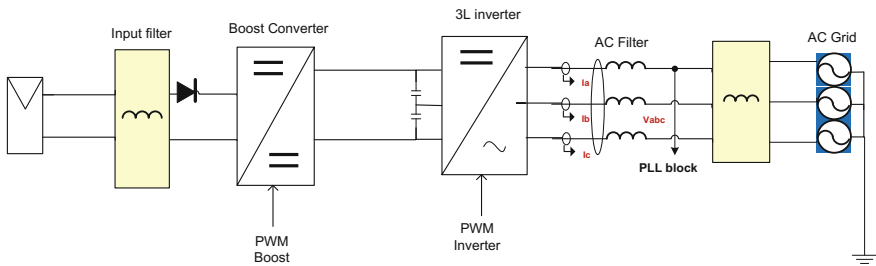 Input filter
Boost Converter
3L inverter
AC Filter
AC Grid
Ia
Ib
Ic
Vabc
PLL block
PWM
Boost
PWM
Inverter